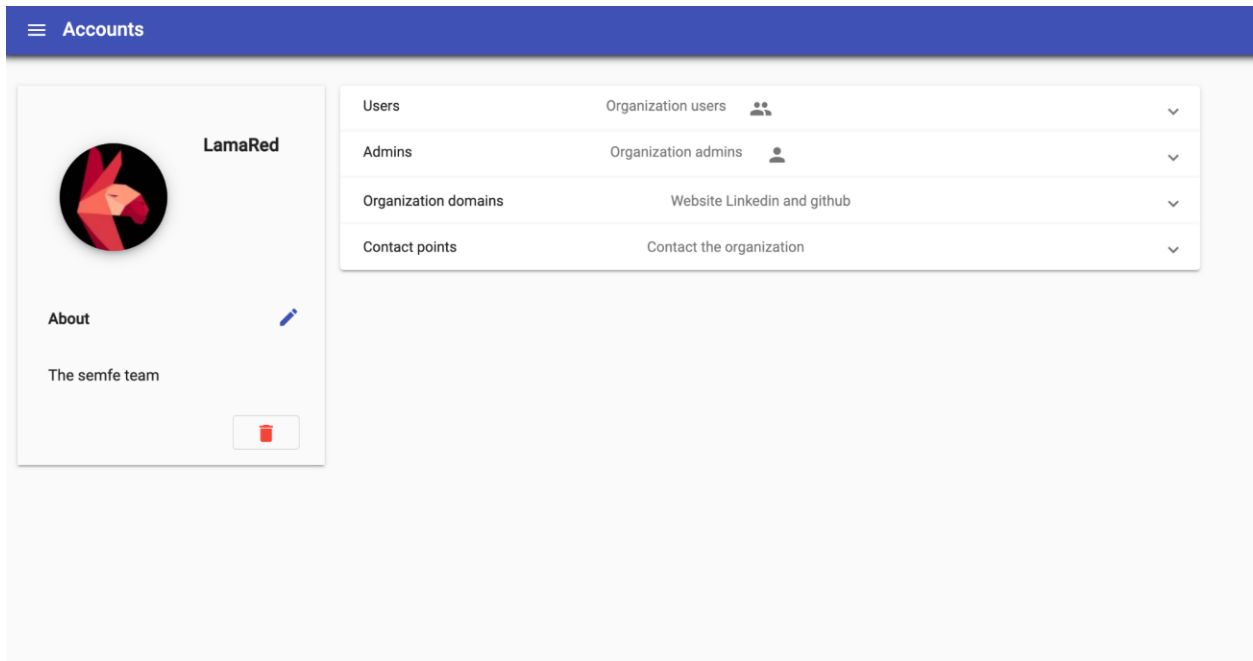 Accounts
LamaRed
About
The semfe team
Users Organization users
Admins Organization admins
Organization domains Website Linkedin and github
Contact points Contact the organization